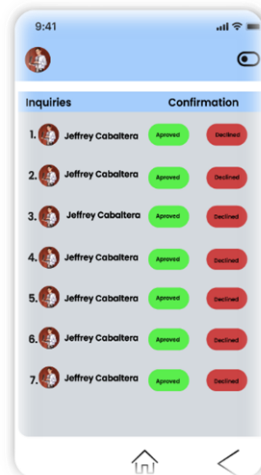 9:41
Inquiries Confirmation
1. Jeffrey Cabaltera Aproved Declined
2. Jeffrey Cabaltera Aproved Declined
3. Jeffrey Cabaltera Aproved Declined
4. Jeffrey Cabaltera Aproved Declined
5. Jeffrey Cabaltera Aproved Declined
6. Jeffrey Cabaltera Aproved Declined
7. Jeffrey Cabaltera Aproved Declined